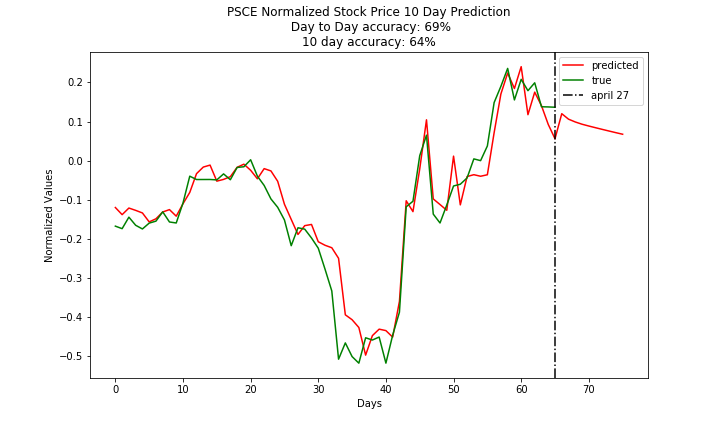 PSCE Normalized Stock Price 10 Day Prediction
Day to Day accuracy: 69%
10 day accuracy: 64%
predicted
true
april 27
Normalized Values
0.2
0.1
0.0
−0.1
−0.2
−0.3
−0.4
−0.5
0 10 20 30 40 50 60 70
Days